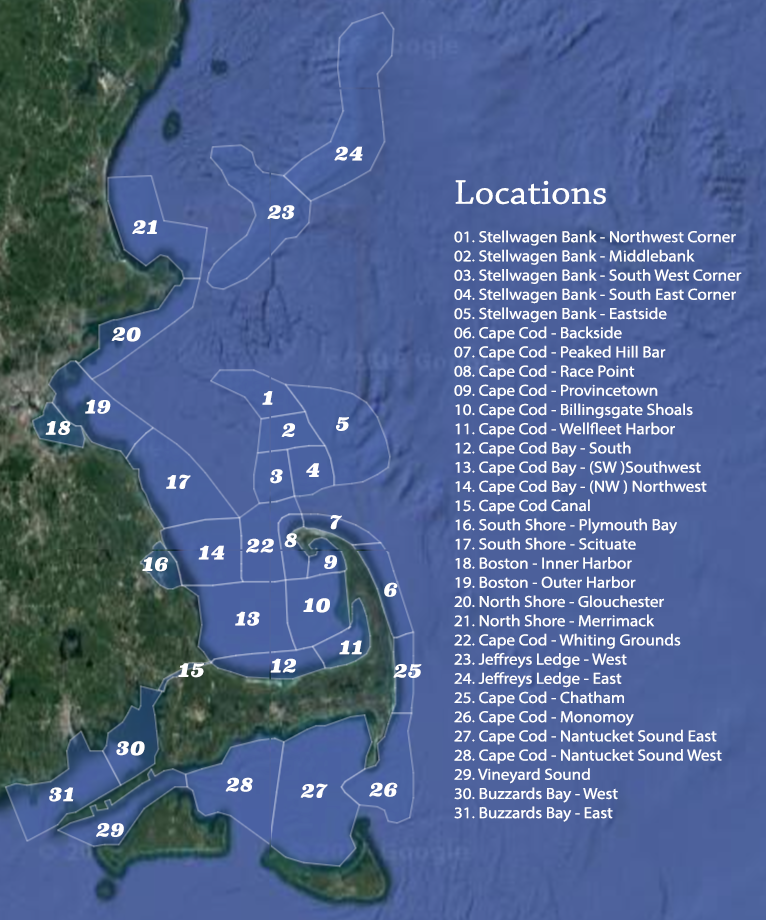 24
23
21
20
1
19
5
18
2
3
4
17
7
8
22
14
9
16
6
10
13
11
12
15
25
30
28
27
26
31
29
Google
Google
Locations
01. Stellwagen Bank - Northwest Corner
02. Stellwagen Bank - Middlebank
03. Stellwagen Bank - South West Corner
04. Stellwagen Bank - South East Corner
05. Stellwagen Bank - Eastside
06. Cape Cod - Backside
07. Cape Cod - Peaked Hill Bar
08. Cape Cod - Race Point
09. Cape Cod - Provincetown
10. Cape Cod - Billingsgate Shoals
11. Cape Cod - Wellfleet Harbor
12. Cape Cod Bay - South
13. Cape Cod Bay - (SW )Southwest
14. Cape Cod Bay - (NW ) Northwest
15. Cape Cod Canal
16. South Shore - Plymouth Bay
17. South Shore - Scituate
18. Boston - Inner Harbor
19. Boston - Outer Harbor
20. North Shore - Glouchester
21. North Shore - Merrimack
22. Cape Cod - Whiting Grounds
23. Jeffreys Ledge - West
24. Jeffreys Ledge - East
25. Cape Cod - Chatham
26. Cape Cod - Monomoy
27. Cape Cod - Nantucket Sound East
28. Cape Cod - Nantucket Sound West
29. Vineyard Sound
30. Buzzards Bay - West
31. Buzzards Bay - East